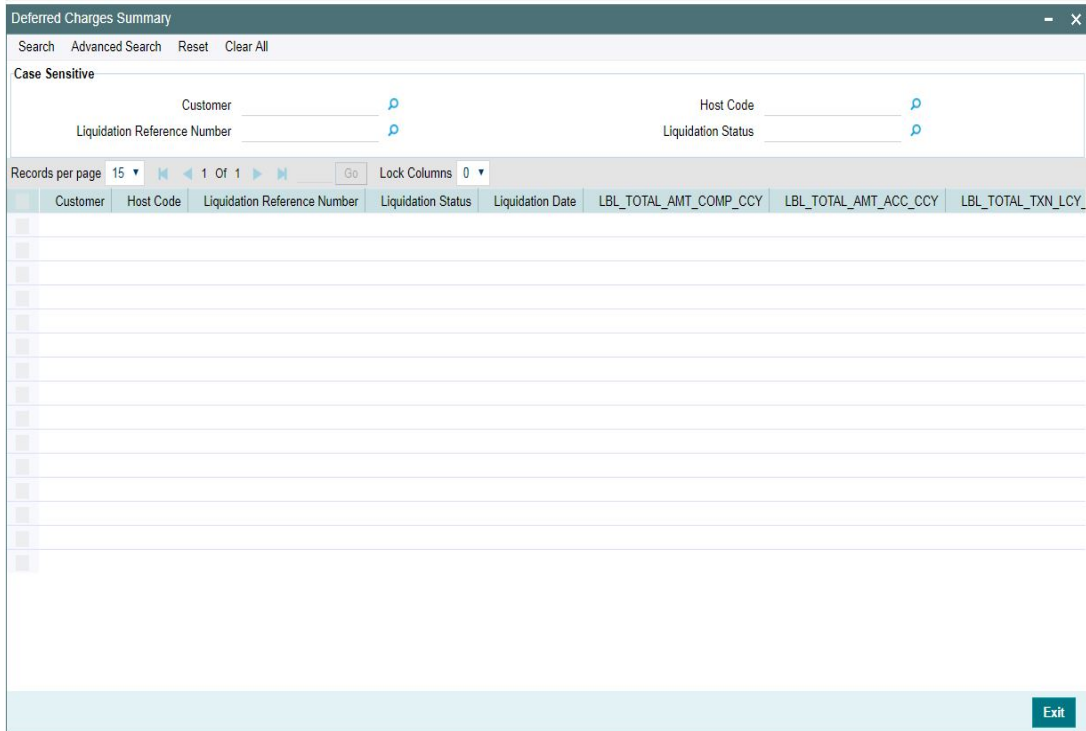 Deferred Charges Summary
Search Advanced Search Reset Clear All
Case Sensitive
Customer Host Code
Liquidation Reference Number Liquidation Status
Records per page 15 1 Of 1 Go Lock Columns 0
Customer Host Code Liquidation Reference Number Liquidation Status Liquidation Date LBL_TOTAL_AMT_COMP_CCY LBL_TOTAL_AMT_ACC_CCY LBL_TOTAL_TXN_LCY_
Exit